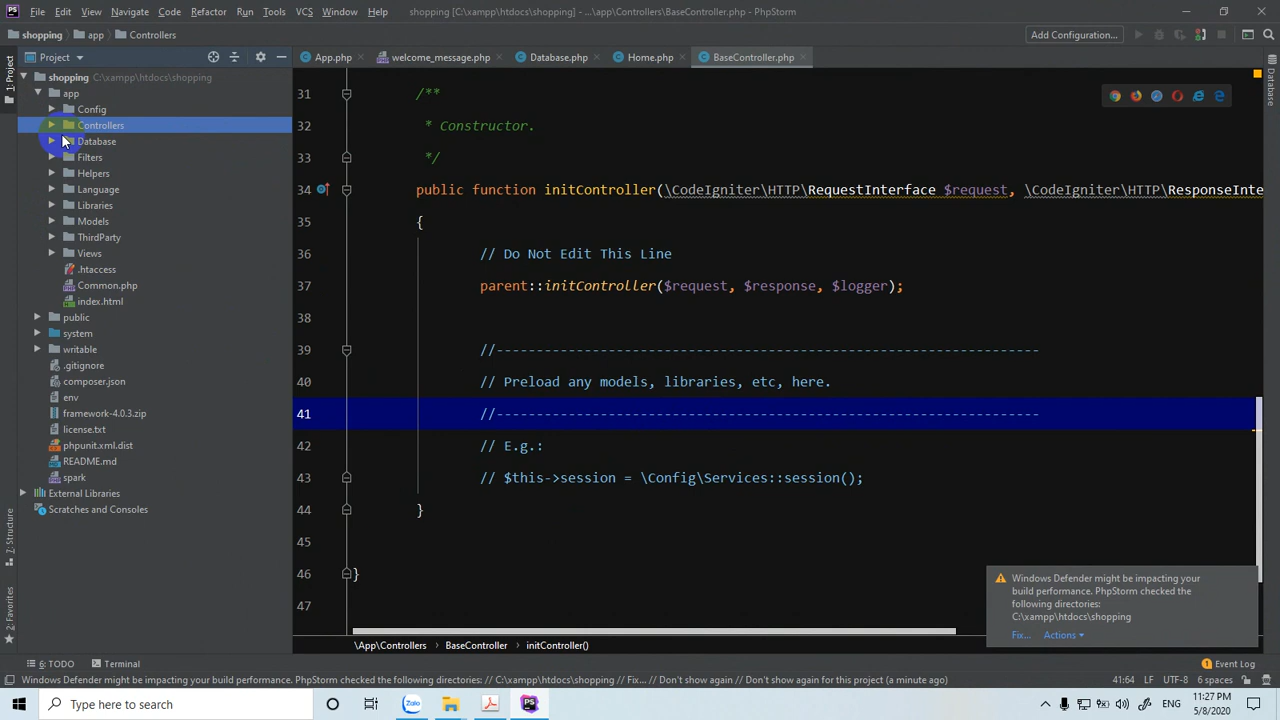 File Edit View Navigate Code Refactor Run Tools VCS Window Help shopping [C:\xampp\htdocs\shopping] - ...\app\Controllers\BaseController.php - PhpStorm
shopping app Controllers Add Configuration...
Project App.php welcome_message.php Database.php Home.php BaseController.php
1: Project
Database
7: Structure
2: Favorites
shopping C:\xampp\htdocs\shopping
app
Config
Controllers
Database
Filters
Helpers
Language
Libraries
Models
ThirdParty
Views
.htaccess
Common.php
index.html
public
system
writable
.gitignore
composer.json
env
framework-4.0.3.zip
license.txt
phpunit.xml.dist
README.md
spark
External Libraries
Scratches and Consoles
31 /**
32 * Constructor.
33 */
34 public function initController(\CodeIgniter\HTTP\RequestInterface $request, \CodeIgniter\HTTP\ResponseInte
35 {
36 // Do Not Edit This Line
37 parent::initController($request, $response, $logger);
38
39 //--------------------------------------------------------------------
40 // Preload any models, libraries, etc, here.
41 //--------------------------------------------------------------------
42 // E.g.:
43 // $this->session = \Config\Services::session();
44 }
45
46 }
47
Windows Defender might be impacting your
build performance. PhpStorm checked the
following directories:
C:\xampp\htdocs\shopping
Fix... Actions
\App\Controllers BaseController initController()
6: TODO Terminal 1 Event Log
Windows Defender might be impacting your build performance. PhpStorm checked the following directories: // C:\xampp\htdocs\shopping // Fix... // Don't show again // Don't show again for this project (a minute ago) 41:64 LF UTF-8 6 spaces
Type here to search PS ENG 11:27 PM
5/8/2020